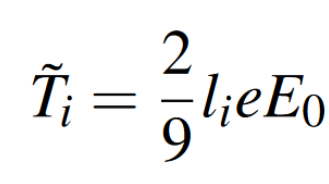 T̃ᵢ = 2/9 lᵢeE₀